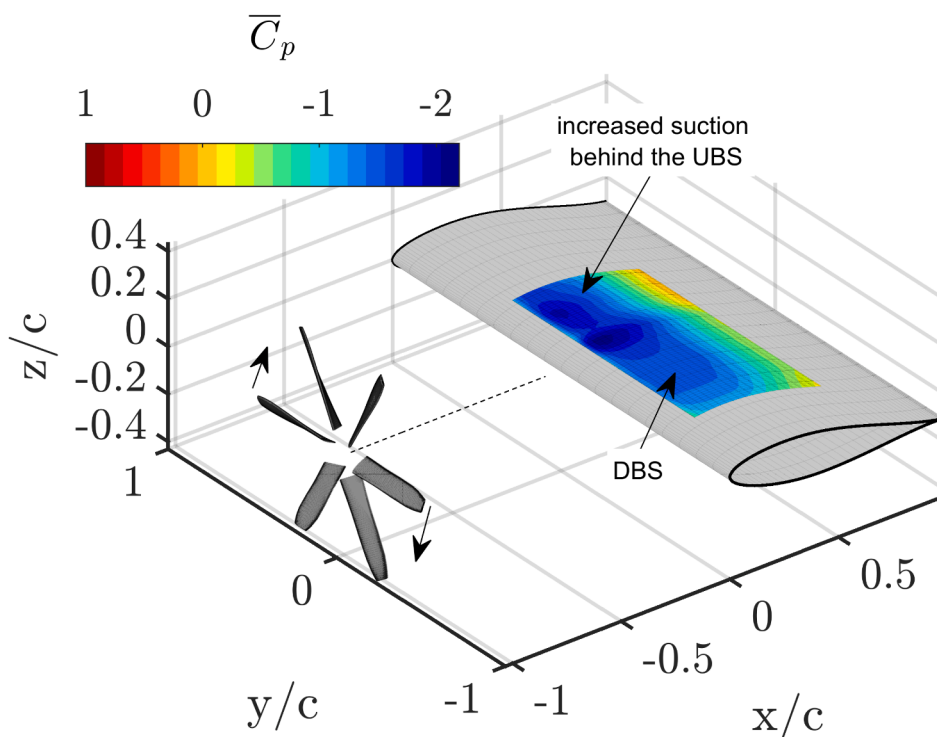 C̅ₚ
1 0 -1 -2
increased suction
behind the UBS
0.4
0.2
0
-0.2
-0.4
z/c
DBS
1
0
-1
y/c
-1
-0.5
0
0.5
x/c